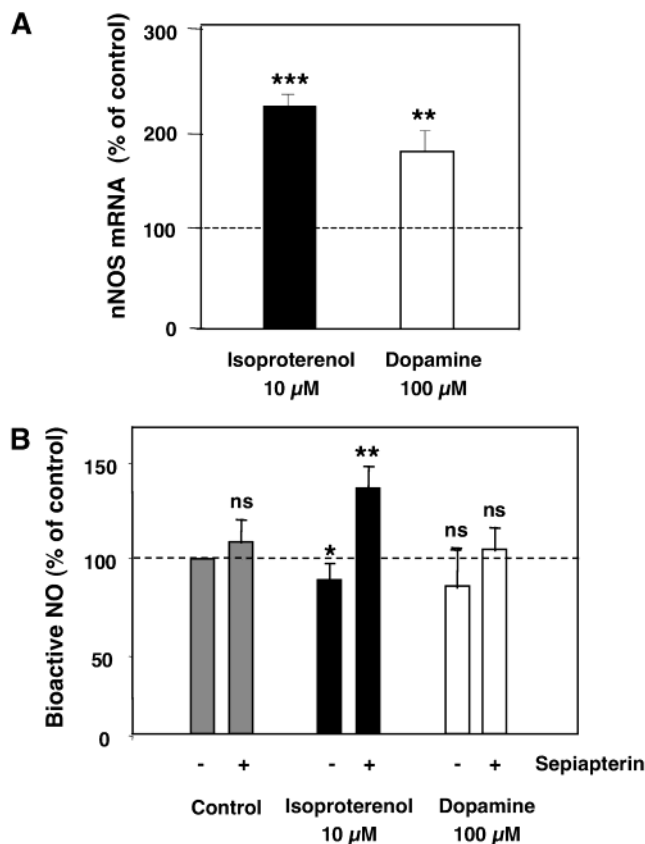 A
nNOS mRNA (% of control)
300
200
100
0
***
**
Isoproterenol
10 µM
Dopamine
100 µM
B
Bioactive NO (% of control)
150
100
50
0
ns
*
**
ns
ns
- + - + - + Sepiapterin
Control
Isoproterenol
10 µM
Dopamine
100 µM